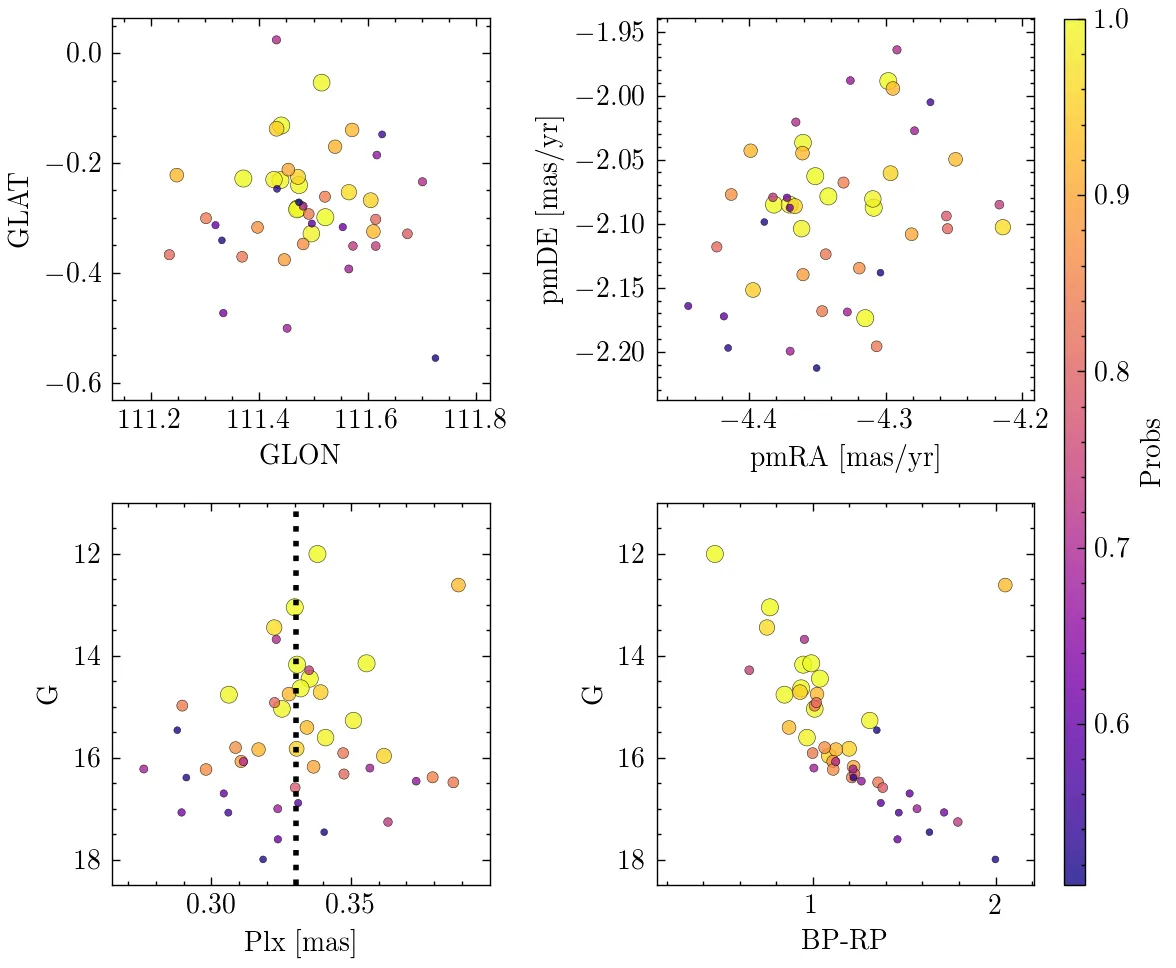 0.0
−0.2
−0.4
−0.6
GLAT
111.2 111.4 111.6 111.8
GLON
−1.95
−2.00
−2.05
−2.10
−2.15
−2.20
pmDE [mas/yr]
−4.4 −4.3 −4.2
pmRA [mas/yr]
12
14
16
18
G
0.30 0.35
Plx [mas]
12
14
16
18
G
1 2
BP-RP
1.0
0.9
0.8
0.7
0.6
Probs